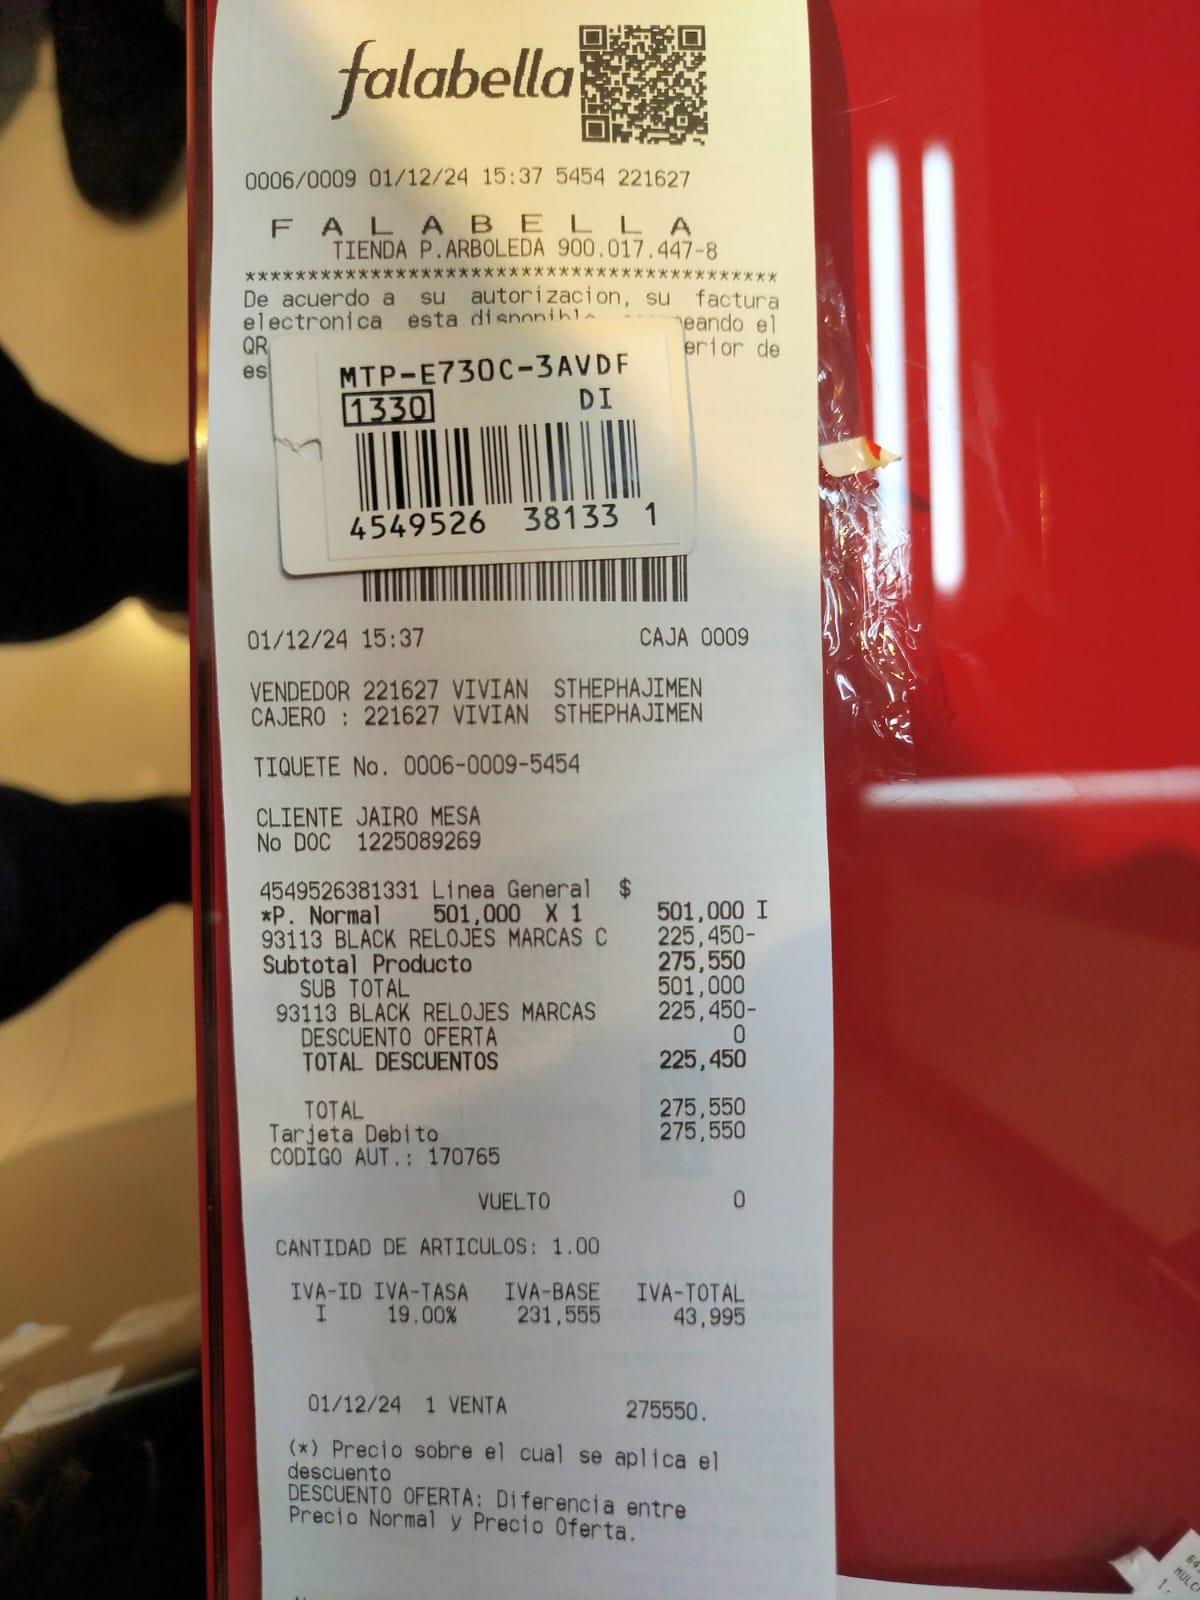 falabella
0006/0009 01/12/24 15:37 5454 221627
F A L A B E L L A
TIENDA P.ARBOLEDA 900.017.447-8
*******************************************
De acuerdo a su autorizacion, su factura
electronica esta el
QR de
MTP-E730C-3AVDF
1330 DI
4549526 38133 1
01/12/24 15:37 CAJA 0009
VENDEDOR 221627 VIVIAN STHEPHAJIMEN
CAJERO : 221627 VIVIAN STHEPHAJIMEN
TIQUETE No. 0006-0009-5454
CLIENTE JAIRO MESA
No DOC 1225089269
4549526381331 Linea General $
*P. Normal 501,000 X 1 501,000 I
93113 BLACK RELOJES MARCAS C 225,450-
Subtotal Producto 275,550
SUB TOTAL 501,000
93113 BLACK RELOJES MARCAS 225,450-
DESCUENTO OFERTA 0
TOTAL DESCUENTOS 225,450
TOTAL 275,550
Tarjeta Debito 275,550
CODIGO AUT.: 170765
VUELTO 0
CANTIDAD DE ARTICULOS: 1.00
IVA-ID IVA-TASA IVA-BASE IVA-TOTAL
I 19.00% 231,555 43,995
01/12/24 1 VENTA 275550.
(*) Precio sobre el cual se aplica el
descuento
DESCUENTO OFERTA: Diferencia entre
Precio Normal y Precio Oferta.